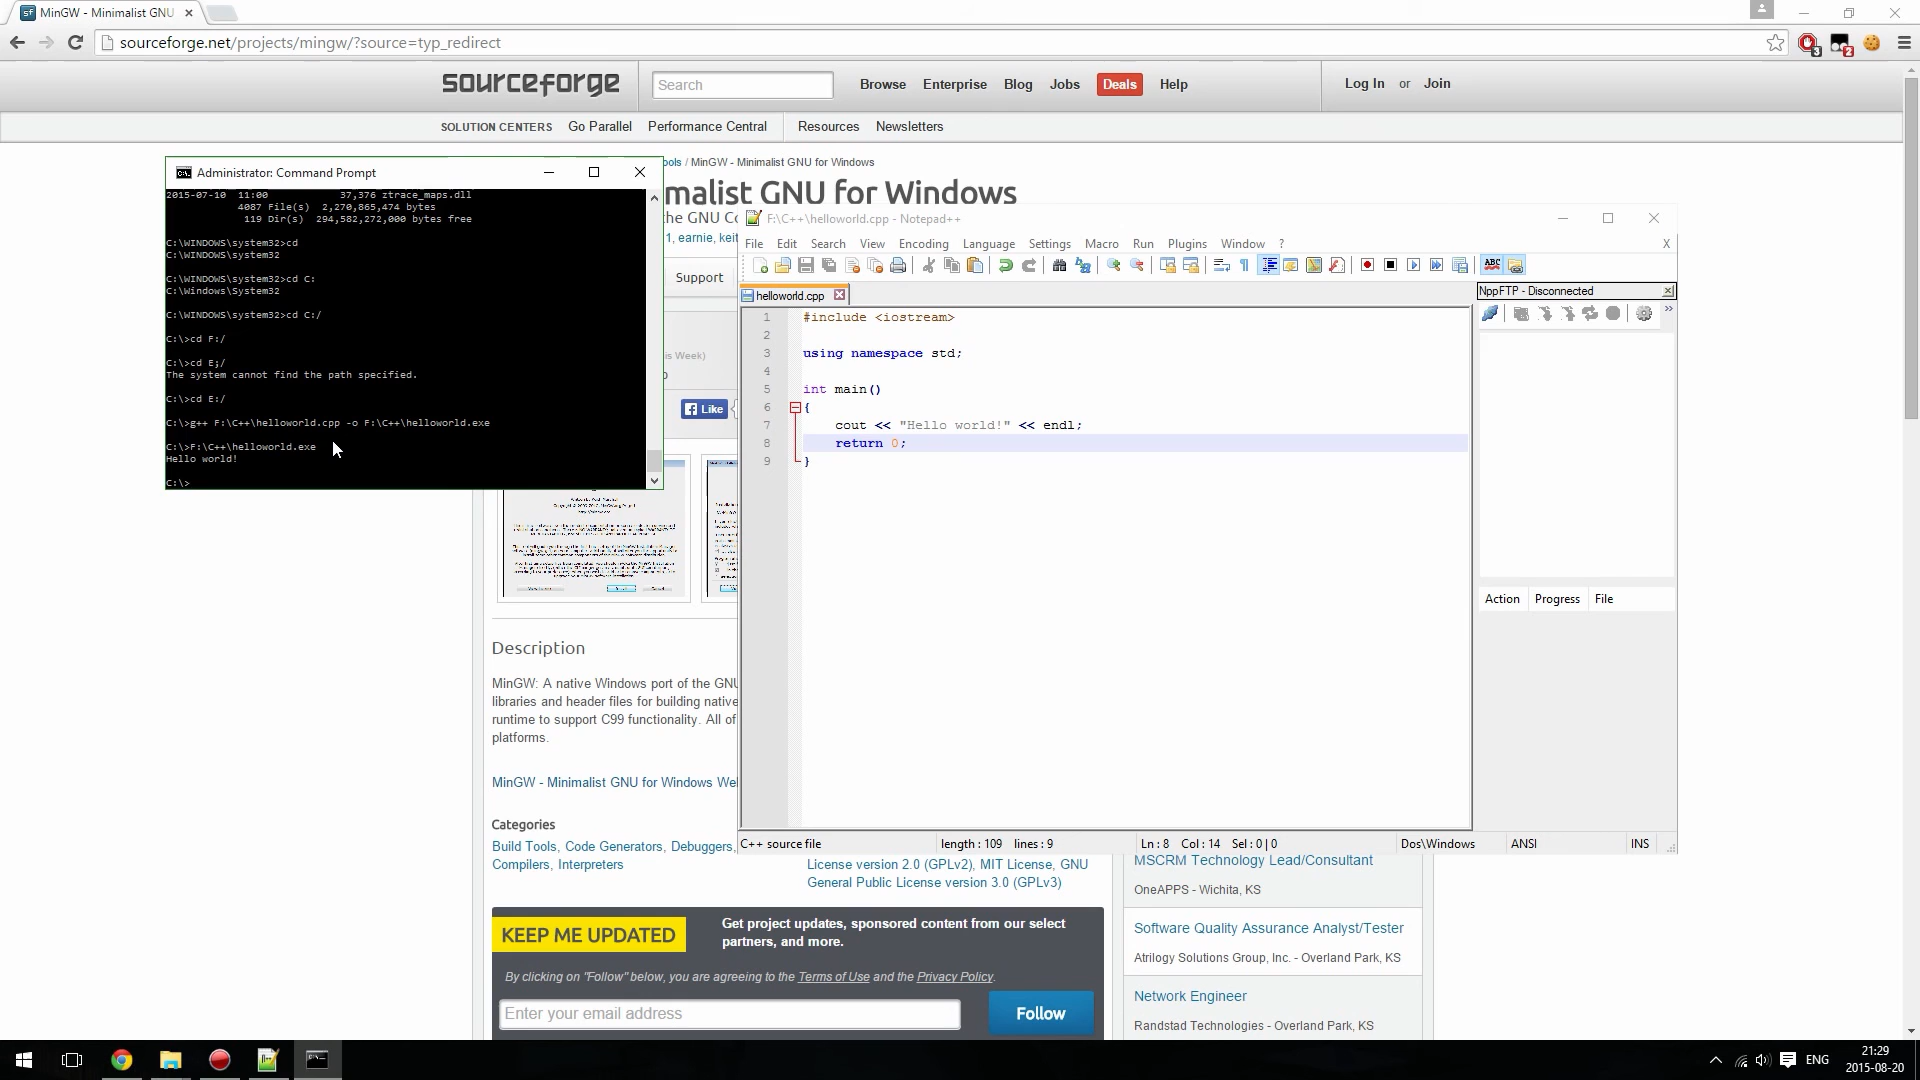 MinGW - Minimalist GNU
sourceforge.net/projects/mingw/?source=typ_redirect
3
2
sourceforge
Search
Browse Enterprise Blog Jobs Deals Help
Log In or Join
SOLUTION CENTERS Go Parallel Performance Central Resources Newsletters
ools / MinGW - Minimalist GNU for Windows
malist GNU for Windows
the GNU Co
1, earnie, keit
Support
is Week)
Like
Administrator: Command Prompt
2015-07-10 11:00 37,376 ztrace_maps.dll
4087 File(s) 2,270,865,474 bytes
119 Dir(s) 294,582,272,000 bytes free
C:\WINDOWS\system32>cd
C:\WINDOWS\system32
C:\WINDOWS\system32>cd C:
C:\Windows\System32
C:\WINDOWS\system32>cd C:/
C:\>cd F:/
C:\>cd E;/
The system cannot find the path specified.
C:\>cd E:/
C:\>g++ F:\C++\helloworld.cpp -o F:\C++\helloworld.exe
C:\>F:\C++\helloworld.exe
Hello world!
C:\>
F:\C++\helloworld.cpp - Notepad++
File Edit Search View Encoding Language Settings Macro Run Plugins Window ? X
ABC
helloworld.cpp
1 #include <iostream>
2
3 using namespace std;
4
5 int main()
6 {
7 cout << "Hello world!" << endl;
8 return 0;
9 }
NppFTP - Disconnected
Action Progress File
C++ source file length : 109 lines : 9 Ln : 8 Col : 14 Sel : 0 | 0 Dos\Windows ANSI INS
Description
MinGW: A native Windows port of the GNU
libraries and header files for building native
runtime to support C99 functionality. All of
platforms.
MinGW - Minimalist GNU for Windows We
Categories
Build Tools, Code Generators, Debuggers,
Compilers, Interpreters
License version 2.0 (GPLv2), MIT License, GNU
General Public License version 3.0 (GPLv3)
KEEP ME UPDATED
Get project updates, sponsored content from our select
partners, and more.
By clicking on "Follow" below, you are agreeing to the Terms of Use and the Privacy Policy.
Enter your email address
Follow
MSCRM Technology Lead/Consultant
OneAPPS - Wichita, KS
Software Quality Assurance Analyst/Tester
Atrilogy Solutions Group, Inc. - Overland Park, KS
Network Engineer
Randstad Technologies - Overland Park, KS
ENG
21:29
2015-08-20